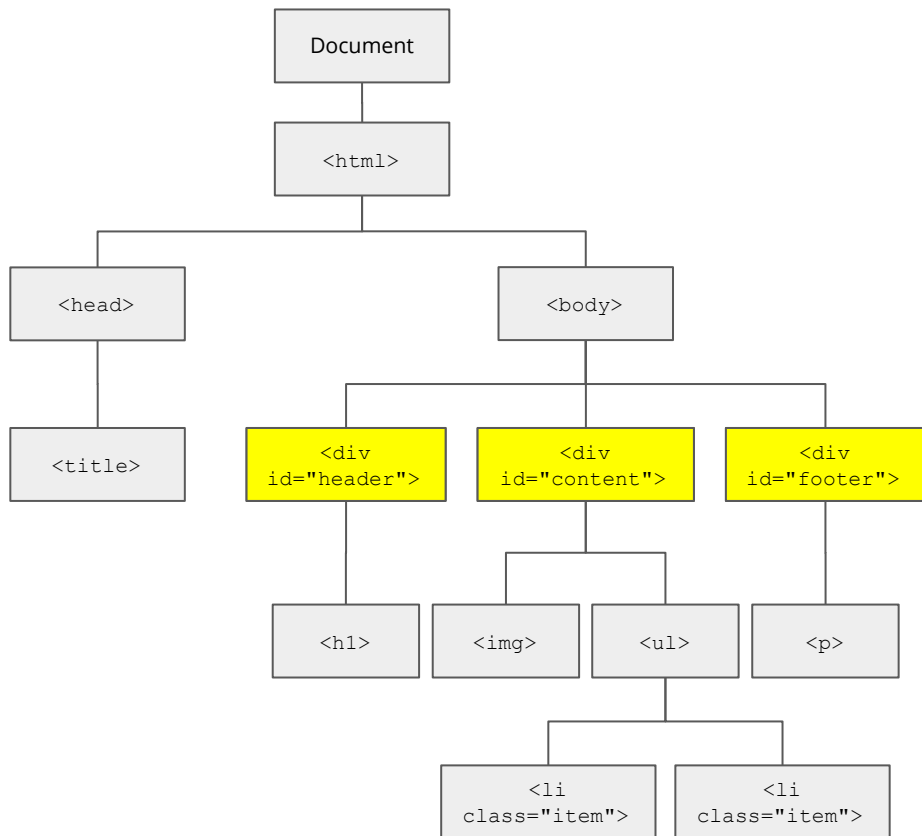 Document
<html>
<head>
<body>
<title>
<div
id="header">
<div
id="content">
<div
id="footer">
<h1>
<img>
<ul>
<p>
<li
class="item">
<li
class="item">